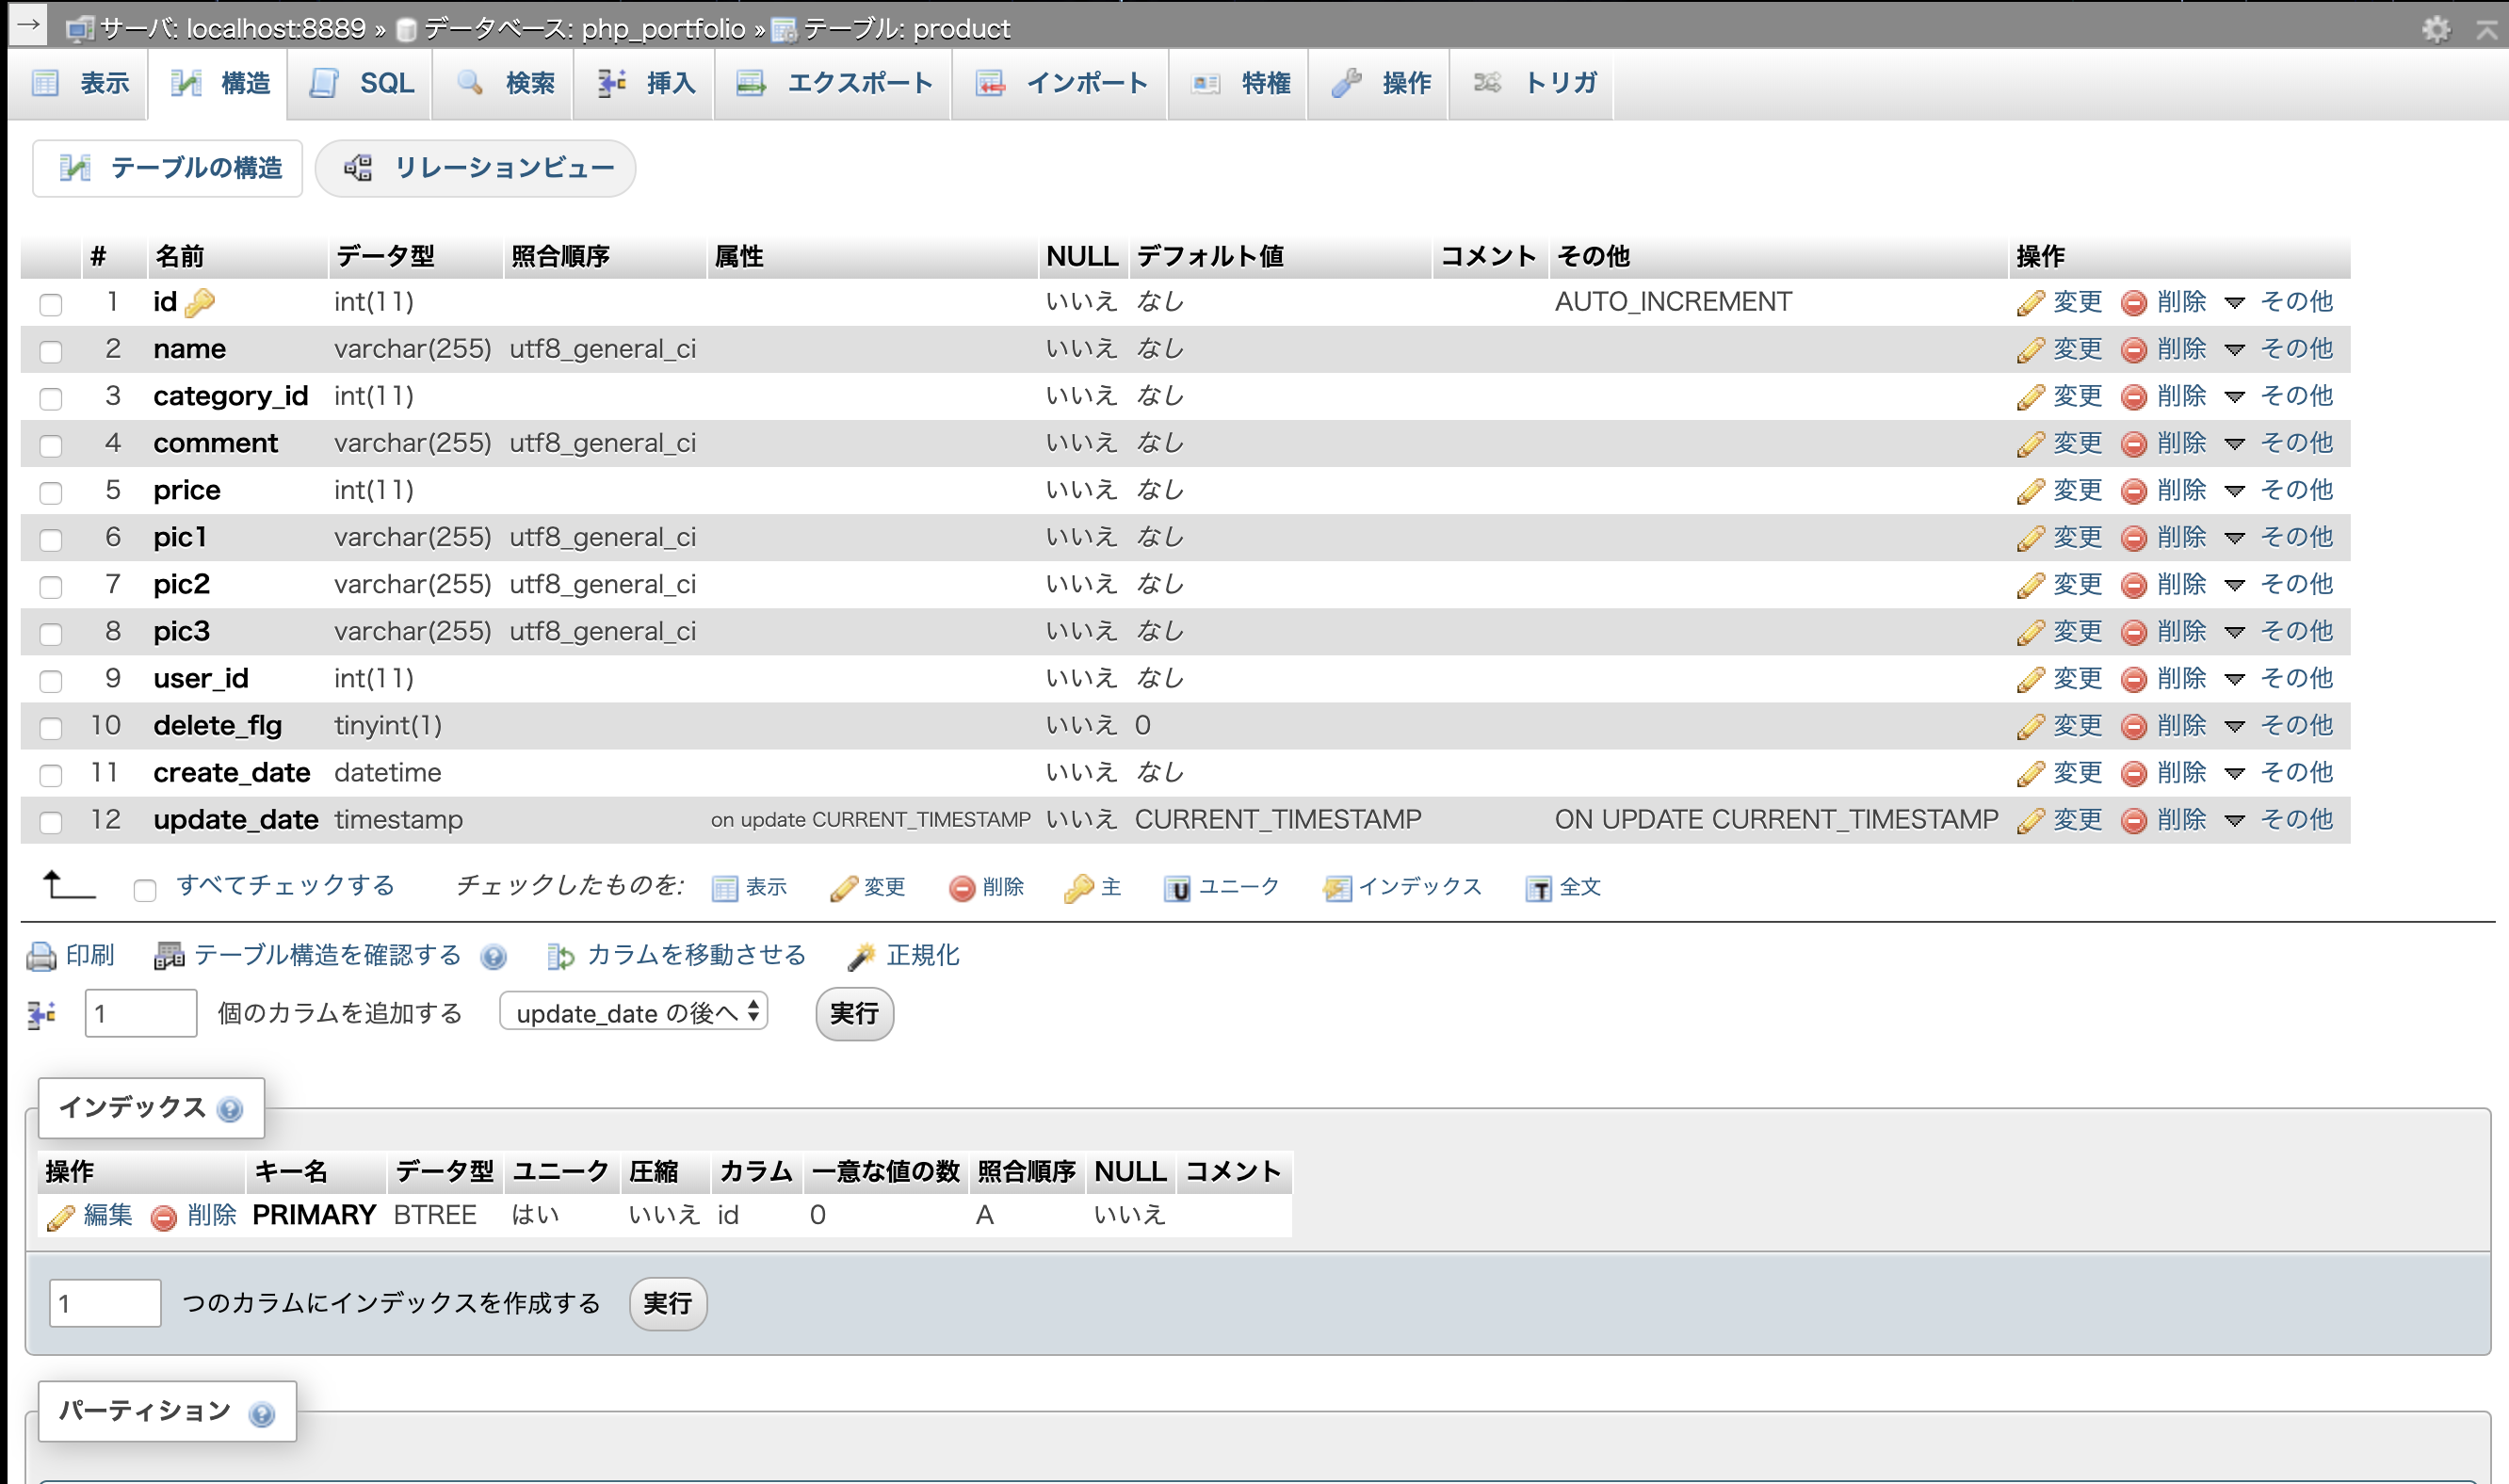 → サーバ: localhost:8889 » データベース: php_portfolio » テーブル: product
表示 構造 SQL 検索 挿入 エクスポート インポート 特権 操作 トリガ
テーブルの構造 リレーションビュー
# 名前 データ型 照合順序 属性 NULL デフォルト値 コメント その他 操作
1 id int(11) いいえ なし AUTO_INCREMENT 変更 削除 その他
2 name varchar(255) utf8_general_ci いいえ なし 変更 削除 その他
3 category_id int(11) いいえ なし 変更 削除 その他
4 comment varchar(255) utf8_general_ci いいえ なし 変更 削除 その他
5 price int(11) いいえ なし 変更 削除 その他
6 pic1 varchar(255) utf8_general_ci いいえ なし 変更 削除 その他
7 pic2 varchar(255) utf8_general_ci いいえ なし 変更 削除 その他
8 pic3 varchar(255) utf8_general_ci いいえ なし 変更 削除 その他
9 user_id int(11) いいえ なし 変更 削除 その他
10 delete_flg tinyint(1) いいえ 0 変更 削除 その他
11 create_date datetime いいえ なし 変更 削除 その他
12 update_date timestamp on update CURRENT_TIMESTAMP いいえ CURRENT_TIMESTAMP ON UPDATE CURRENT_TIMESTAMP 変更 削除 その他
すべてチェックする チェックしたものを: 表示 変更 削除 主 U ユニーク インデックス T 全文
印刷 テーブル構造を確認する ? カラムを移動させる 正規化
1 個のカラムを追加する update_date の後へ 実行
インデックス ?
操作 キー名 データ型 ユニーク 圧縮 カラム 一意な値の数 照合順序 NULL コメント
編集 削除 PRIMARY BTREE はい いいえ id 0 A いいえ
1 つのカラムにインデックスを作成する 実行
パーティション ?